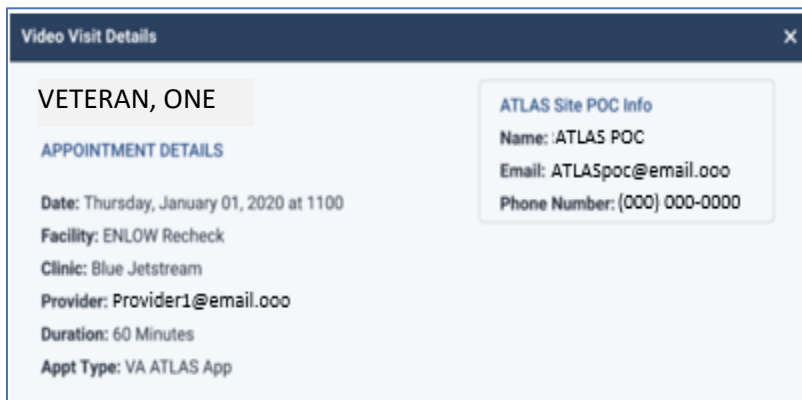 Video Visit Details ×
VETERAN, ONE
APPOINTMENT DETAILS
Date: Thursday, January 01, 2020 at 1100
Facility: ENLOW Recheck
Clinic: Blue Jetstream
Provider: Provider1@email.ooo
Duration: 60 Minutes
Appt Type: VA ATLAS App
ATLAS Site POC Info
Name: ATLAS POC
Email: ATLASpoc@email.ooo
Phone Number: (000) 000-0000